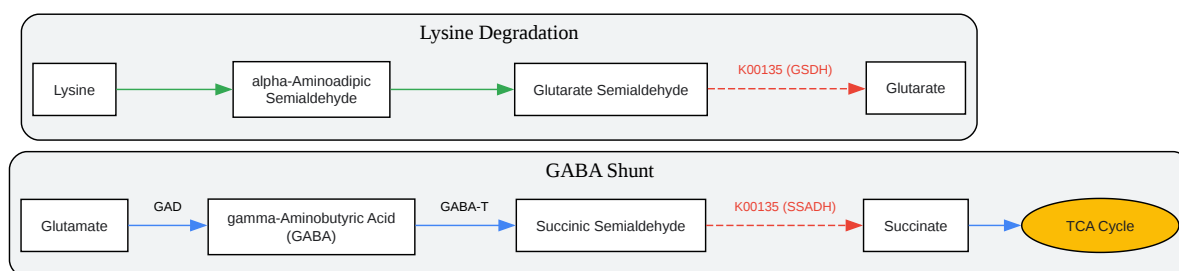 Lysine Degradation
Lysine
alpha-Aminoadipic
Semialdehyde
Glutarate Semialdehyde
K00135 (GSDH)
Glutarate
GABA Shunt
Glutamate
GAD
gamma-Aminobutyric Acid
(GABA)
GABA-T
Succinic Semialdehyde
K00135 (SSADH)
Succinate
TCA Cycle